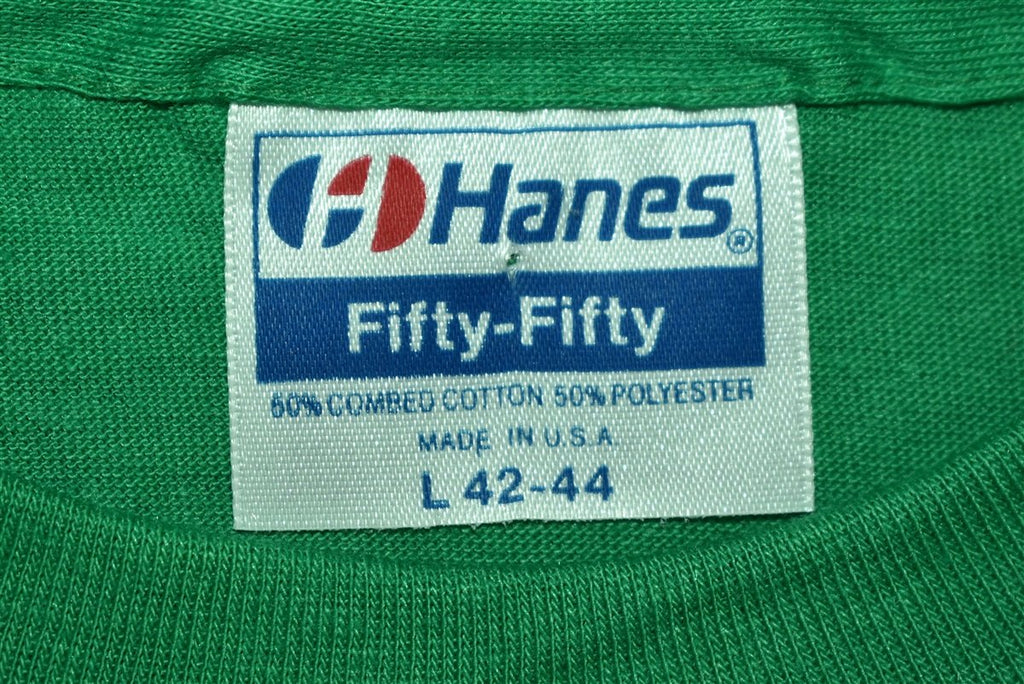 Hanes®
Fifty-Fifty
50% COMBED COTTON 50% POLYESTER
MADE IN U.S.A.
L 42-44